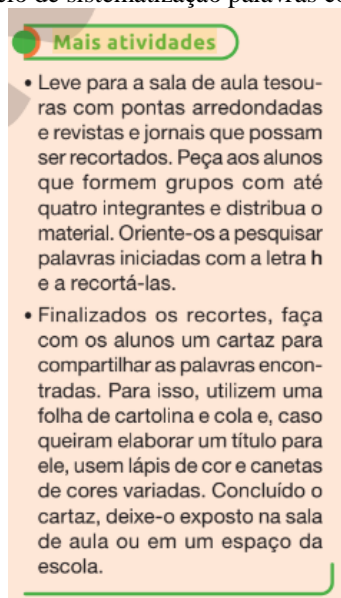 de sistematização palavras co
Mais atividades
• Leve para a sala de aula tesou-
ras com pontas arredondadas
e revistas e jornais que possam
ser recortados. Peça aos alunos
que formem grupos com até
quatro integrantes e distribua o
material. Oriente-os a pesquisar
palavras iniciadas com a letra h
e a recortá-las.
• Finalizados os recortes, faça
com os alunos um cartaz para
compartilhar as palavras encon-
tradas. Para isso, utilizem uma
folha de cartolina e cola e, caso
queiram elaborar um título para
ele, usem lápis de cor e canetas
de cores variadas. Concluído o
cartaz, deixe-o exposto na sala
de aula ou em um espaço da
escola.